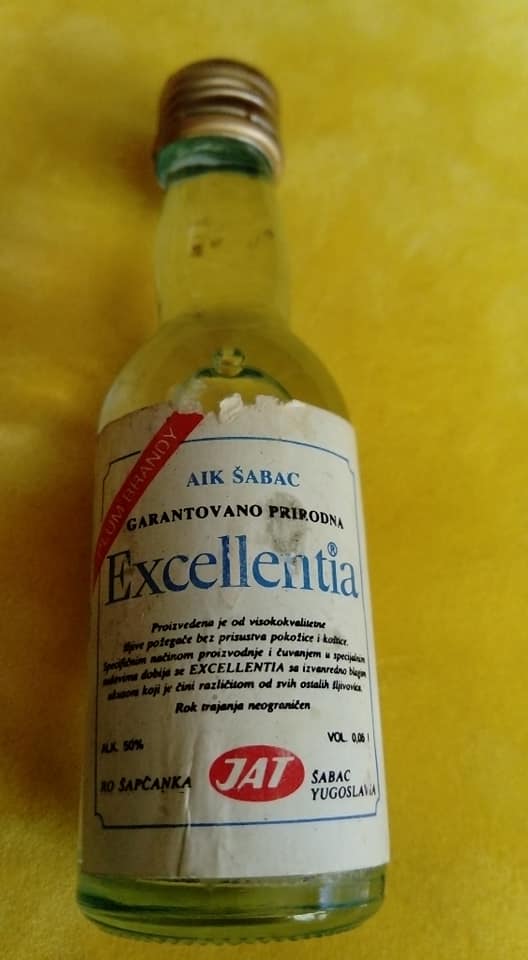 PLUM BRANDY
AIK ŠABAC
GARANTOVANO PRIRODNA
Excellentia®
Proizvedena je od visokokvalitetne
šljive požegače bez prisustva pokožice i koštice.
Specifičnim načinom proizvodnje i čuvanjem u specijalnim
sudovima dobija se EXCELLENTIA sa izvanredno blagim
ukusom koji je čini različitom od svih ostalih šljivovica.
Rok trajanja neograničen
ALK. 50%
VOL. 0,06 l
RO ŠAPČANKA
JAT
ŠABAC
YUGOSLAVIA